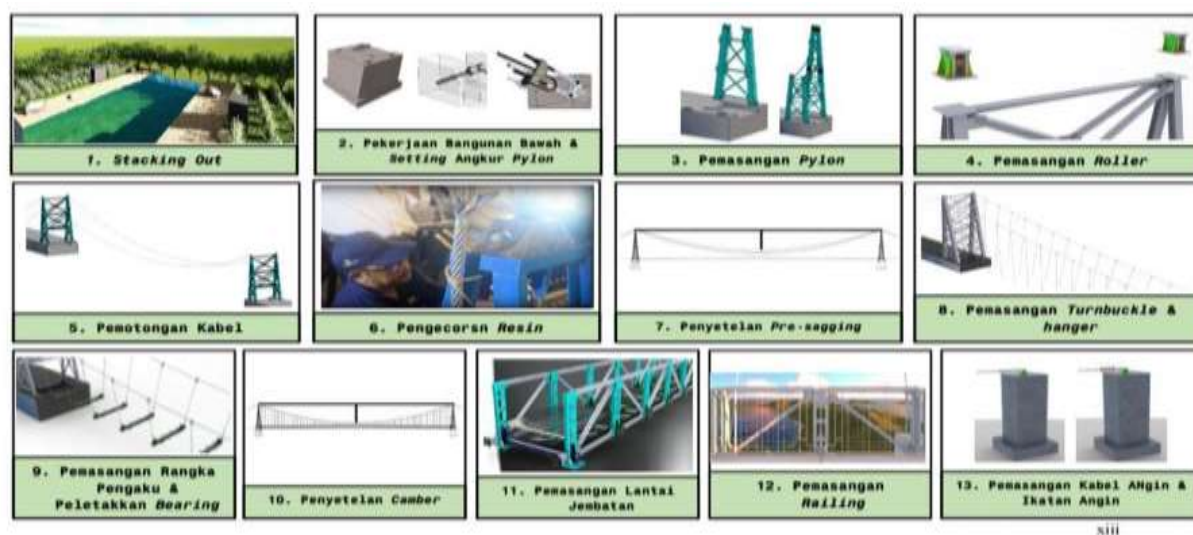 1. Stacking Out
2. Pekerjaan Bangunan Bawah &
Setting Angkur Pylon
3. Pemasangan Pylon
4. Pemasangan Roller
5. Pemotongan Kabel
6. Pengecorsn Resin
7. Penyetelan Pre-sagging
8. Pemasangan Turnbuckle &
hanger
9. Pemasangan Rangka
Pengaku &
Peletakkan Bearing
10. Penyetelan Camber
11. Pemasangan Lantai
Jembatan
12. Pemasangan
Railing
13. Pemasangan Kabel ANgin &
Ikatan Angin
xiii